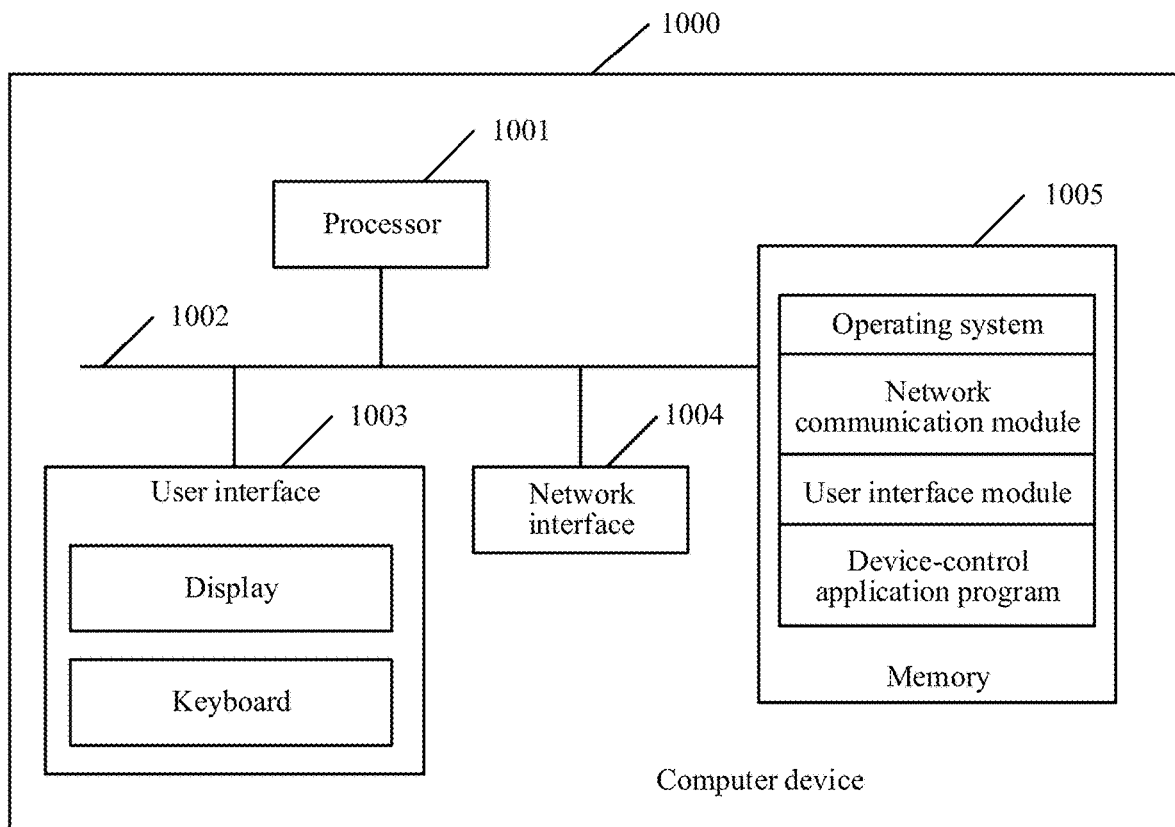 1000
1001
Processor
1005
1002
Operating system
Network
communication module
1003
1004
User interface
Network
interface
User interface module
Display
Device-control
application program
Keyboard
Memory
Computer device